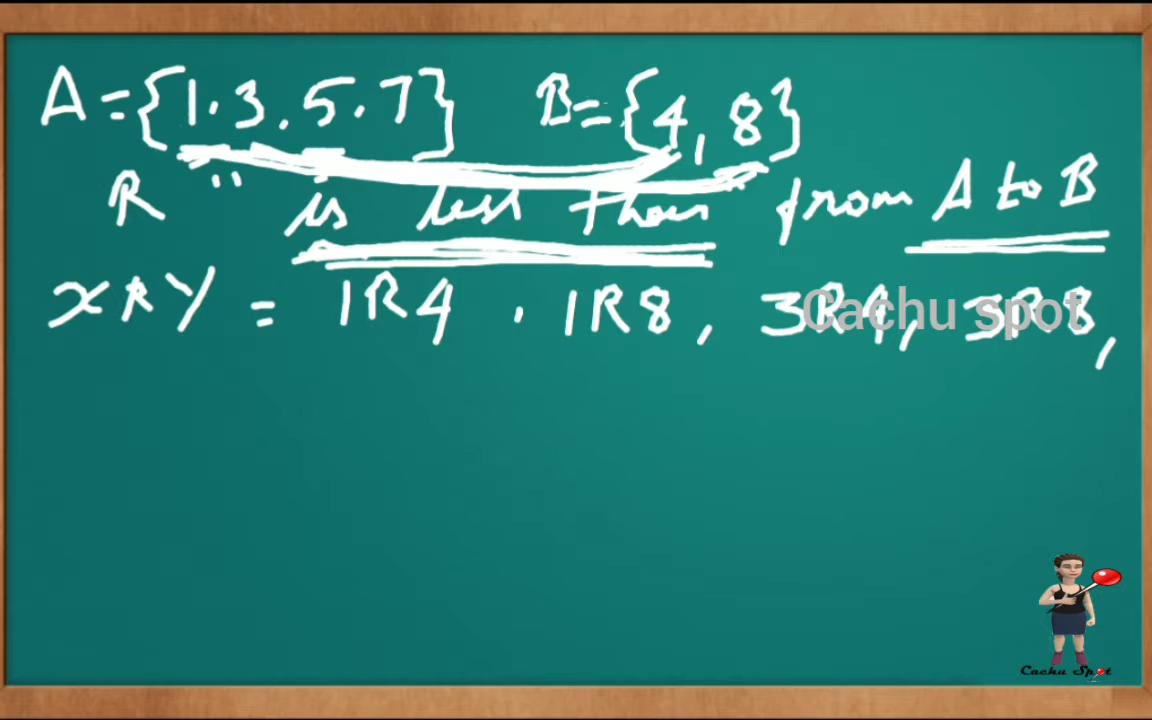 A = {1, 3, 5, 7} B = {4, 8}
R " is less than from A to B
x R y = 1R4, 1R8, 3R4, 3R8,
Cachu spot
Cachu Spot